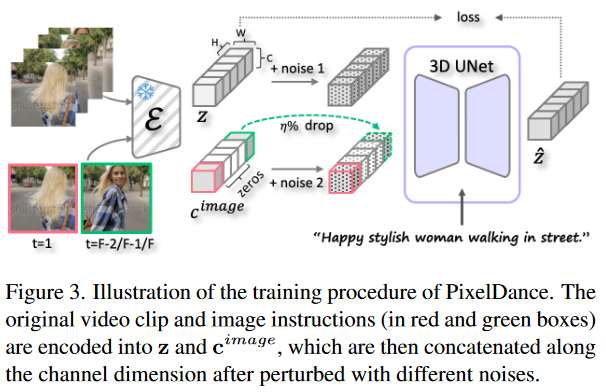 loss
H
W
C
+ noise 1
3D UNet
ℰ
z
η% drop
zeros
+ noise 2
c^image
ẑ
t=1
t=F-2/F-1/F
“Happy stylish woman walking in street.”
Figure 3. Illustration of the training procedure of PixelDance. The
original video clip and image instructions (in red and green boxes)
are encoded into z and c^image, which are then concatenated along
the channel dimension after perturbed with different noises.